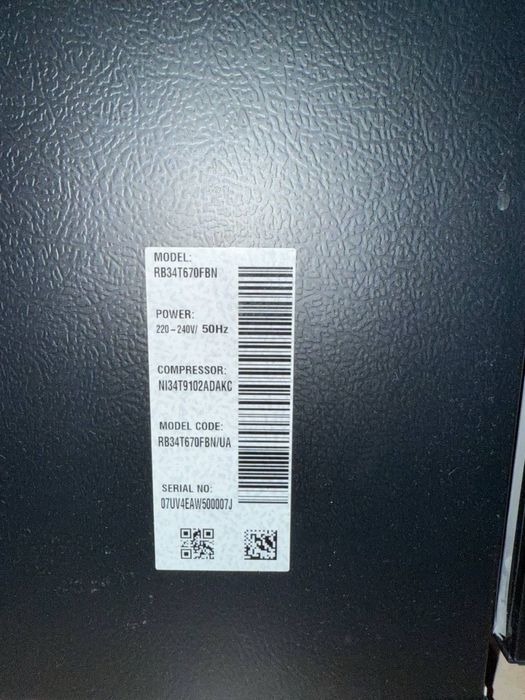 MODEL:
RB34T670FBN
POWER:
220-240V/ 50Hz
COMPRESSOR:
NI34T9102ADAKC
MODEL CODE:
RB34T670FBN/UA
SERIAL NO:
07UV4EAW500007J